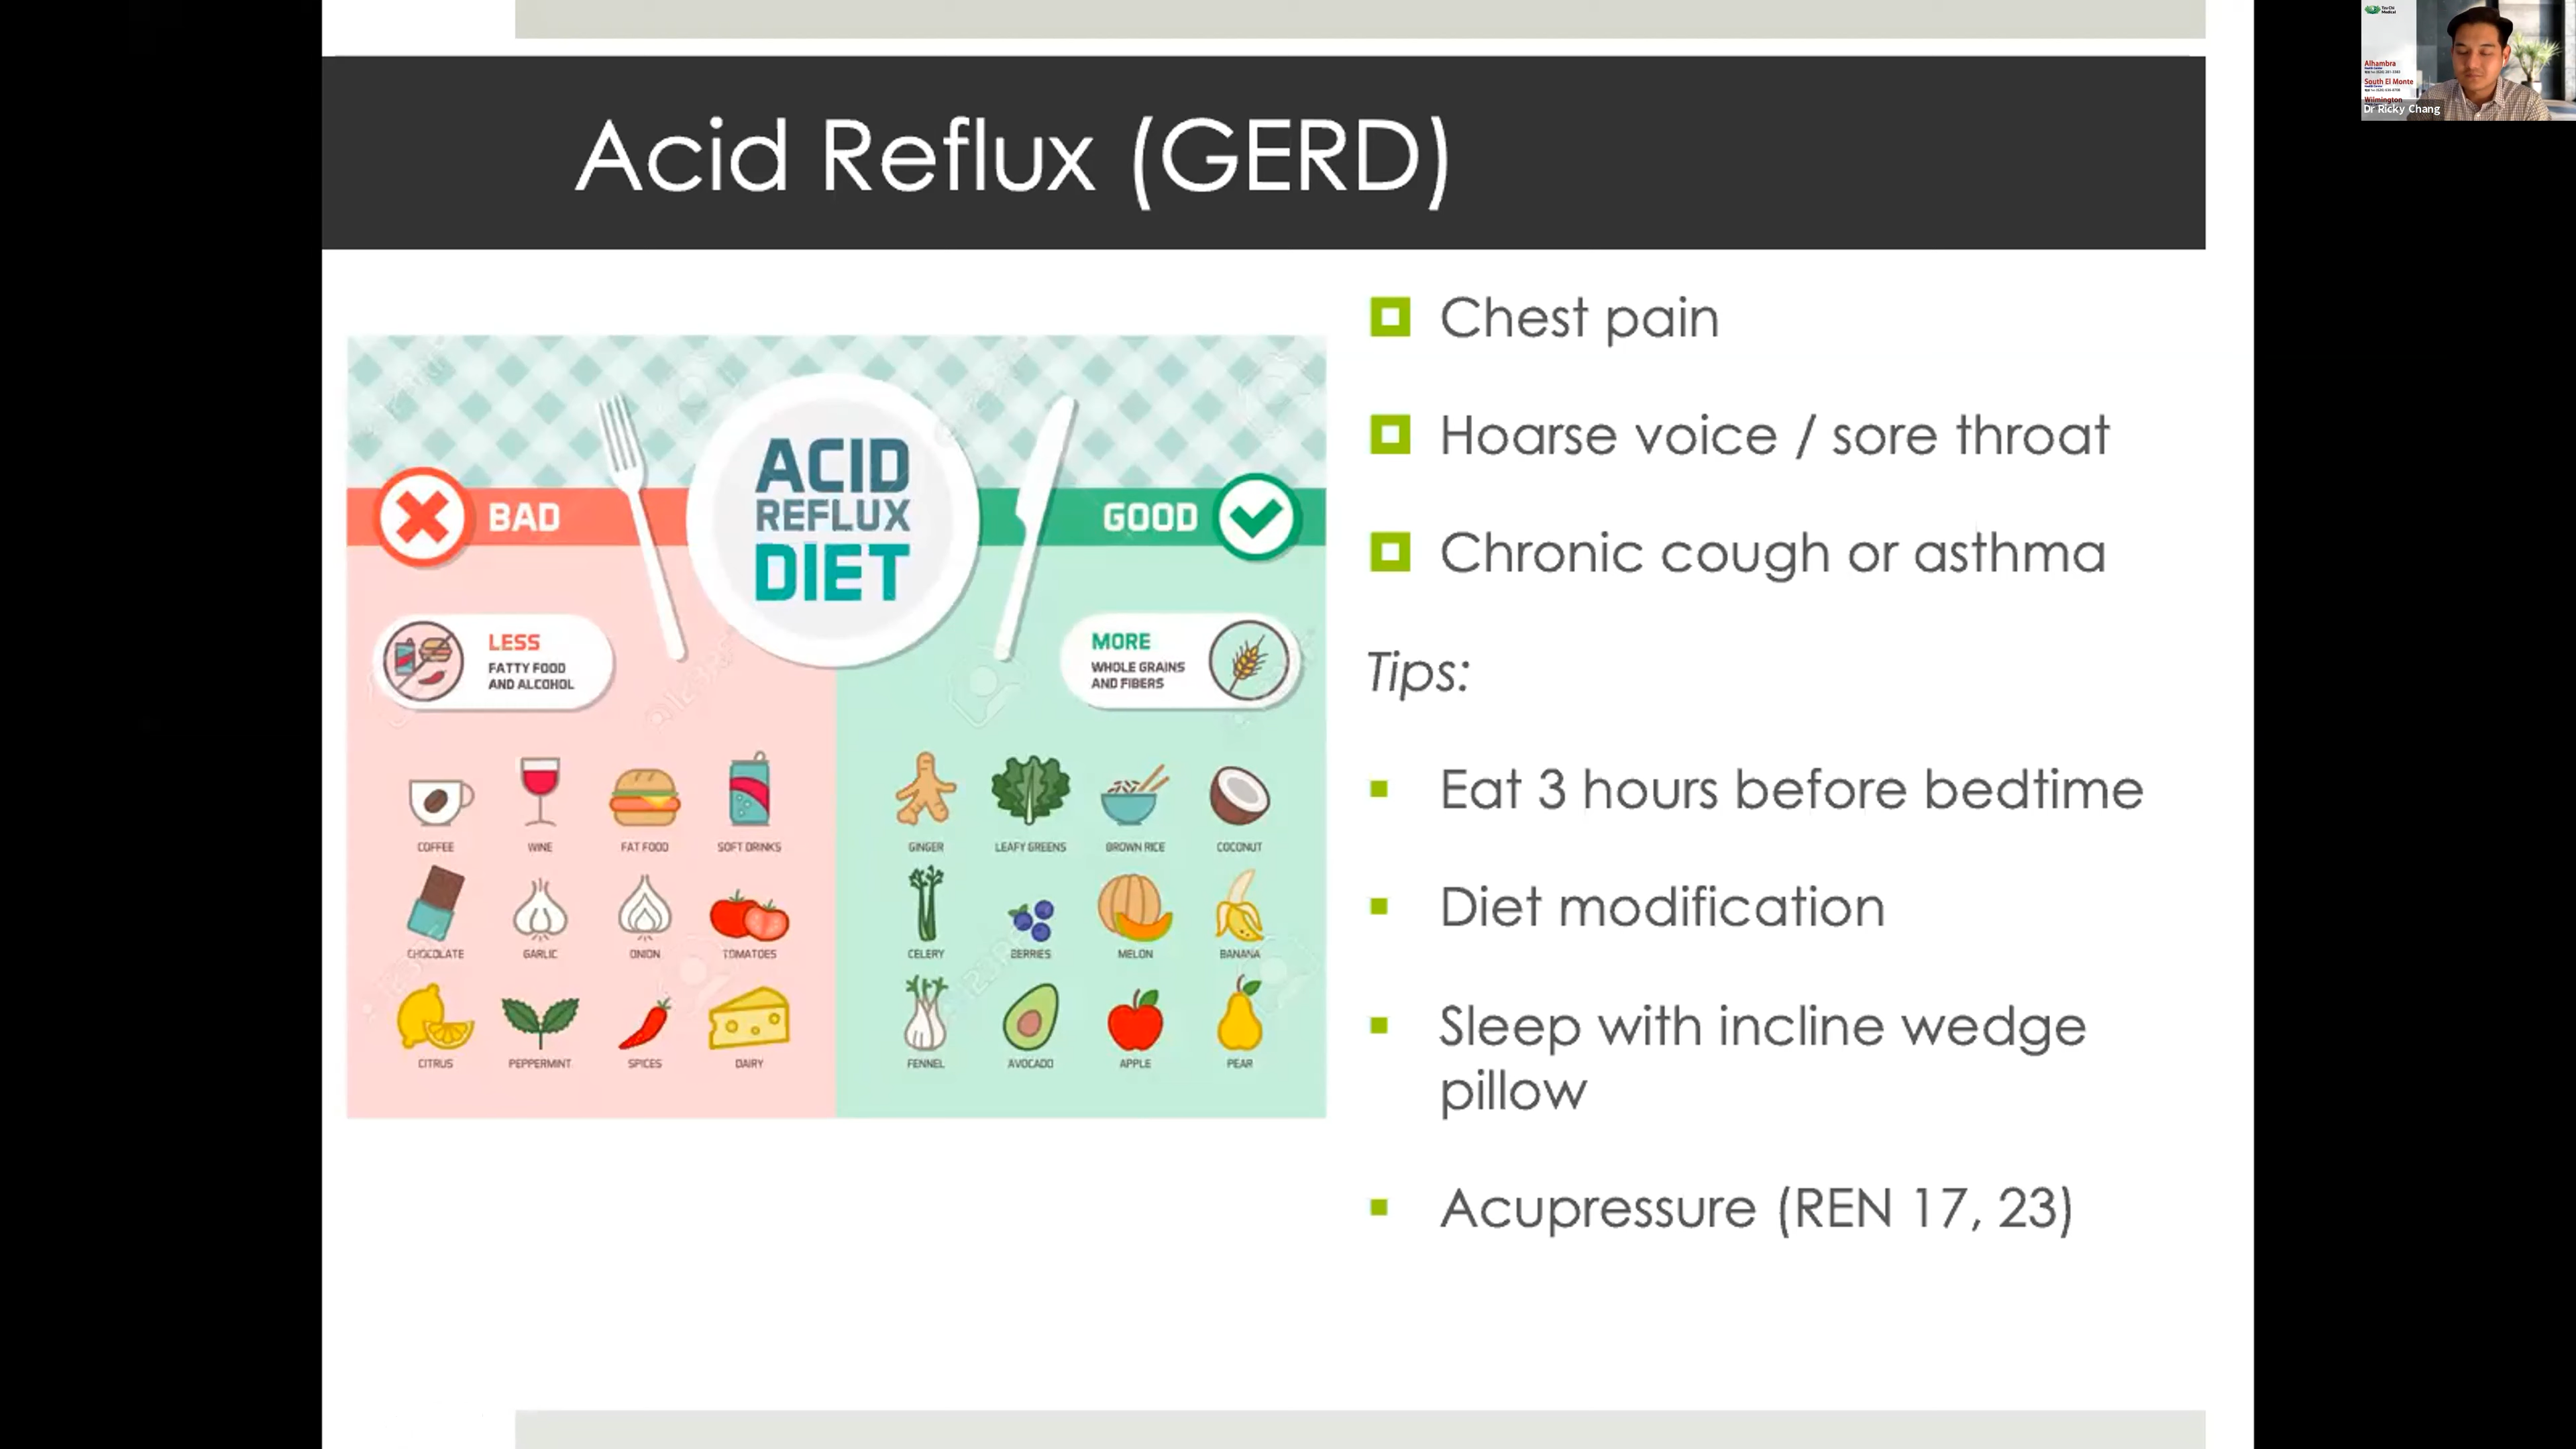 Acid Reflux (GERD)
ACID
REFLUX
DIET
BAD
GOOD
LESS
FATTY FOOD
AND ALCOHOL
MORE
WHOLE GRAINS
AND FIBERS
COFFEE WINE FAT FOOD SOFT DRINKS
CHOCOLATE GARLIC ONION TOMATOES
CITRUS PEPPERMINT SPICES DAIRY
GINGER LEAFY GREENS BROWN RICE COCONUT
CELERY BERRIES MELON BANANA
FENNEL AVOCADO APPLE PEAR
Chest pain
Hoarse voice / sore throat
Chronic cough or asthma
Tips:
Eat 3 hours before bedtime
Diet modification
Sleep with incline wedge
pillow
Acupressure (REN 17, 23)
Tzu Chi
Medical
Alhambra
South El Monte
Wilmington
Dr Ricky Chang